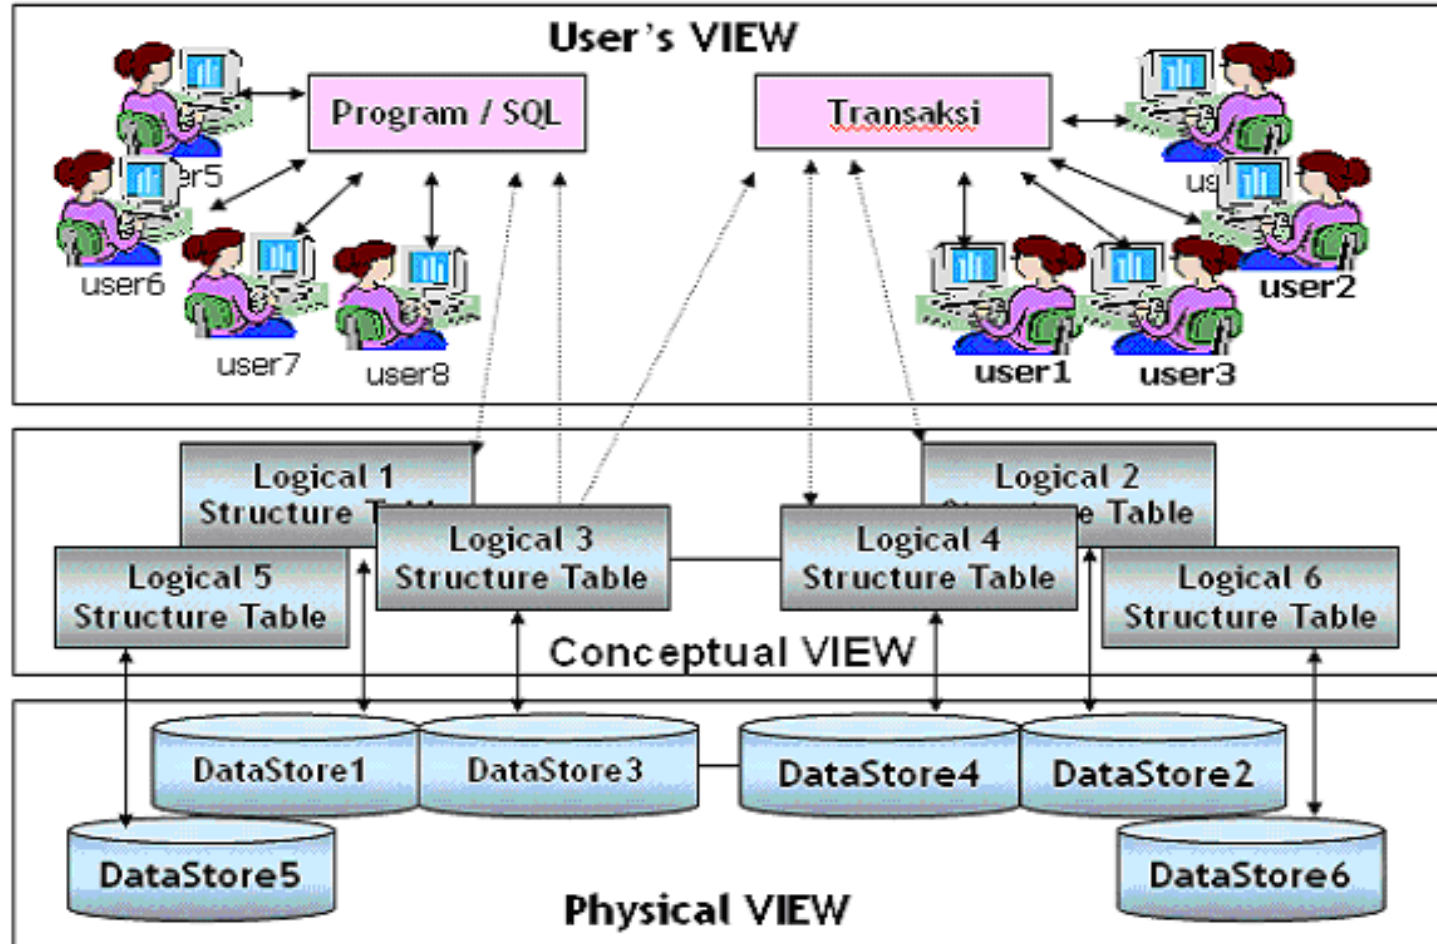 User's VIEW
Program / SQL
Transaksi
user6
user7
user8
user2
user1
user3
Logical 1
Structure
Logical 2
Table
Logical 3
Structure Table
Logical 4
Structure Table
Logical 5
Structure Table
Logical 6
Structure Table
Conceptual VIEW
DataStore1
DataStore3
DataStore4
DataStore2
DataStore5
DataStore6
Physical VIEW